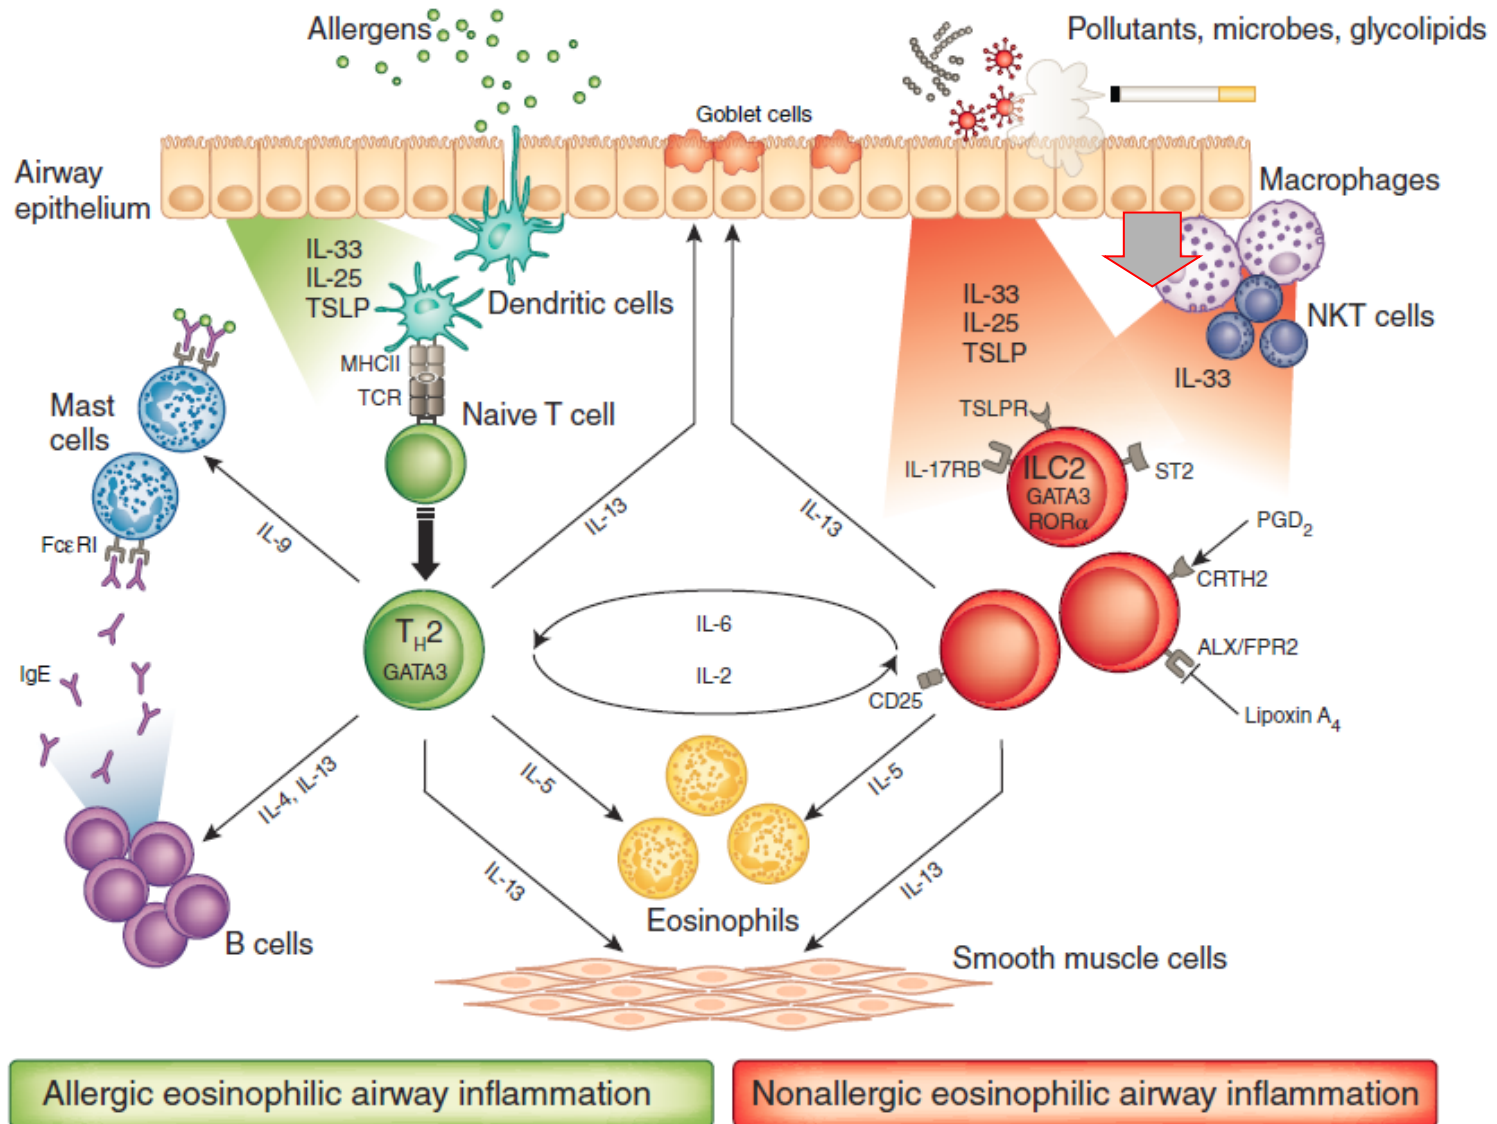 Allergens
Pollutants, microbes, glycolipids
Goblet cells
Airway
epithelium
Macrophages
IL-33
IL-25
TSLP
Dendritic cells
IL-33
IL-25
TSLP
NKT cells
IL-33
MHCII
TCR
Naive T cell
Mast
cells
TSLPR
IL-17RB
ILC2
GATA3
RORα
ST2
FcεRI
IL-9
IL-13
IL-13
PGD2
CRTH2
TH2
GATA3
IL-6
IL-2
CD25
ALX/FPR2
Lipoxin A4
IgE
IL-4, IL-13
IL-5
IL-5
IL-13
IL-13
Eosinophils
B cells
Smooth muscle cells
Allergic eosinophilic airway inflammation
Nonallergic eosinophilic airway inflammation